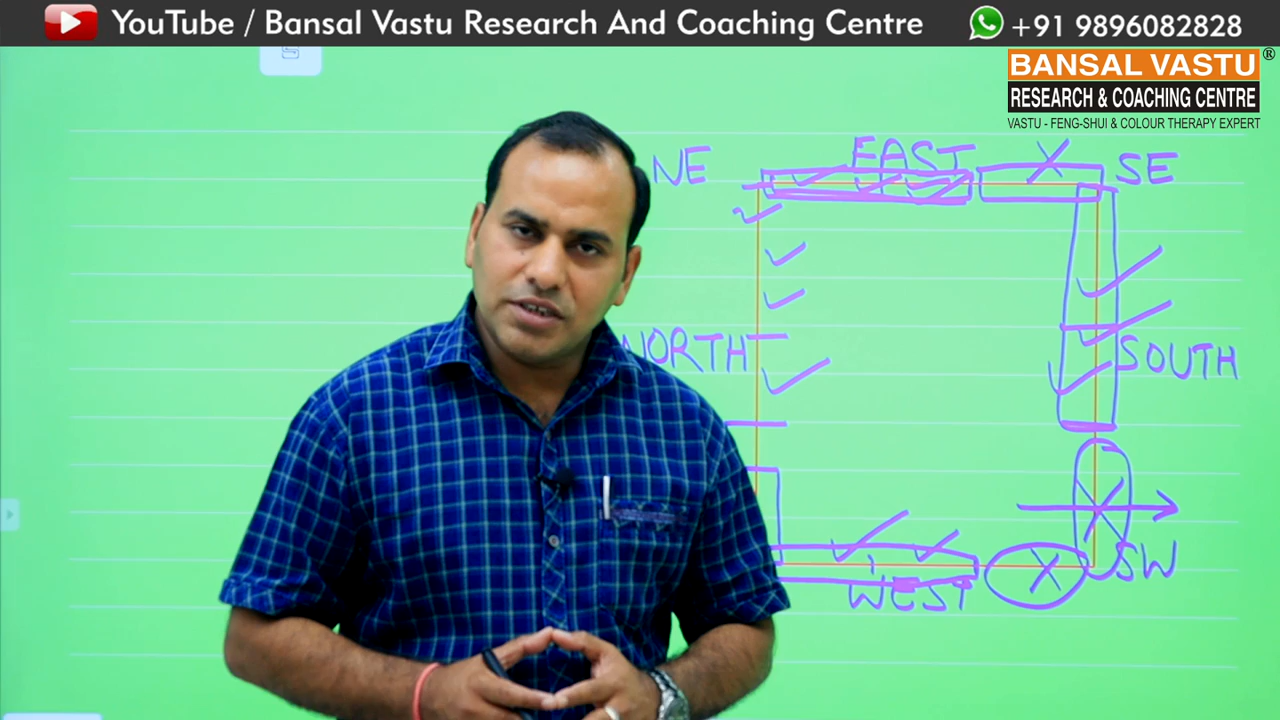 YouTube / Bansal Vastu Research And Coaching Centre
+91 9896082828
BANSAL VASTU®
RESEARCH & COACHING CENTRE
VASTU - FENG-SHUI & COLOUR THERAPY EXPERT
NE
EAST
SE
NORTH
SOUTH
WEST
SW